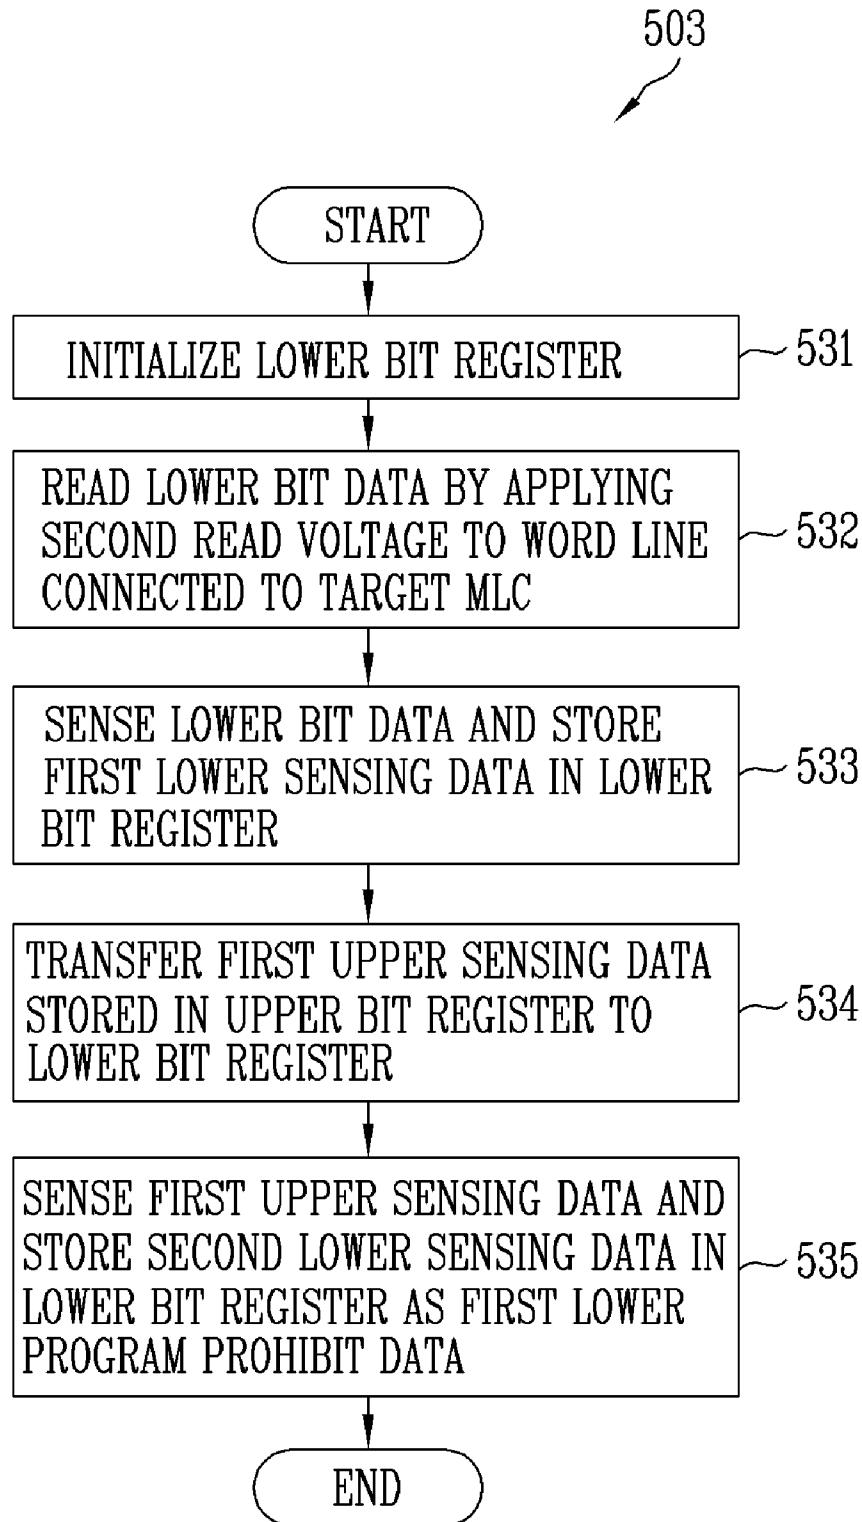 503
START
INITIALIZE LOWER BIT REGISTER
531
READ LOWER BIT DATA BY APPLYING
SECOND READ VOLTAGE TO WORD LINE
CONNECTED TO TARGET MLC
532
SENSE LOWER BIT DATA AND STORE
FIRST LOWER SENSING DATA IN LOWER
BIT REGISTER
533
TRANSFER FIRST UPPER SENSING DATA
STORED IN UPPER BIT REGISTER TO
LOWER BIT REGISTER
534
SENSE FIRST UPPER SENSING DATA AND
STORE SECOND LOWER SENSING DATA IN
LOWER BIT REGISTER AS FIRST LOWER
PROGRAM PROHIBIT DATA
535
END